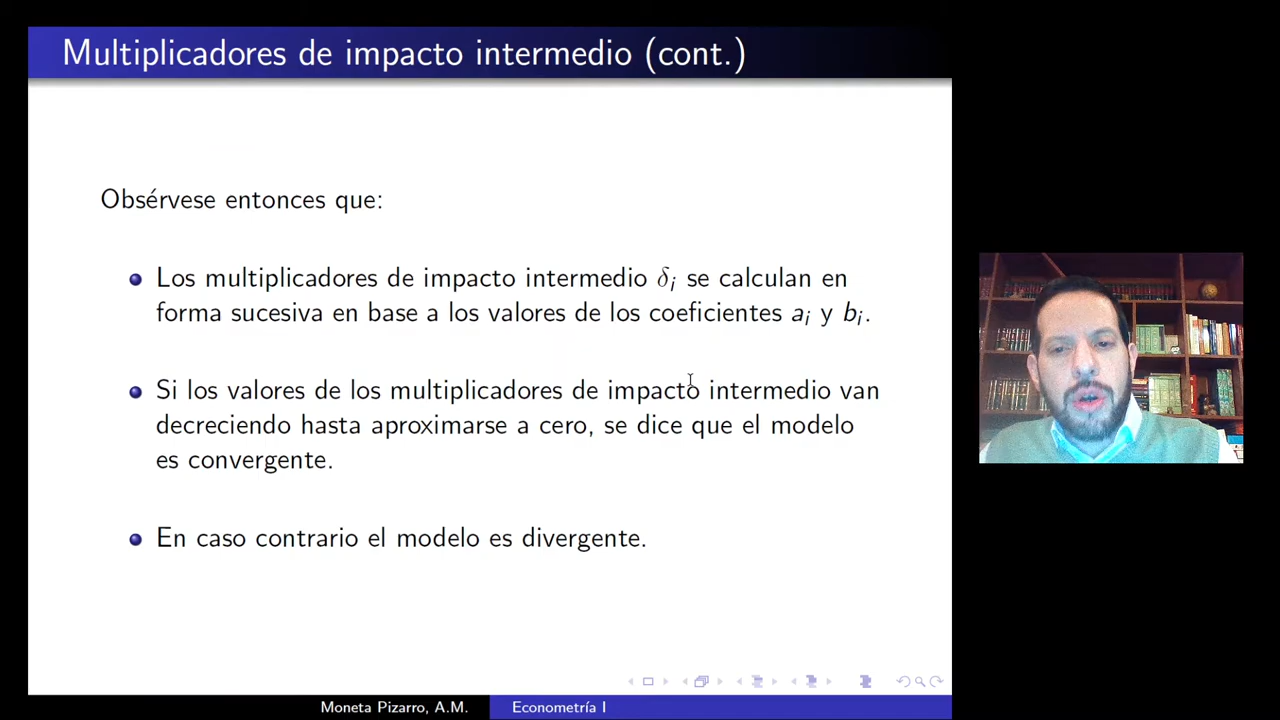 Multiplicadores de impacto intermedio (cont.)
Obsérvese entonces que:
Los multiplicadores de impacto intermedio δi se calculan en
forma sucesiva en base a los valores de los coeficientes ai y bi.
Si los valores de los multiplicadores de impacto intermedio van
decreciendo hasta aproximarse a cero, se dice que el modelo
es convergente.
En caso contrario el modelo es divergente.
Moneta Pizarro, A.M.
Econometría I